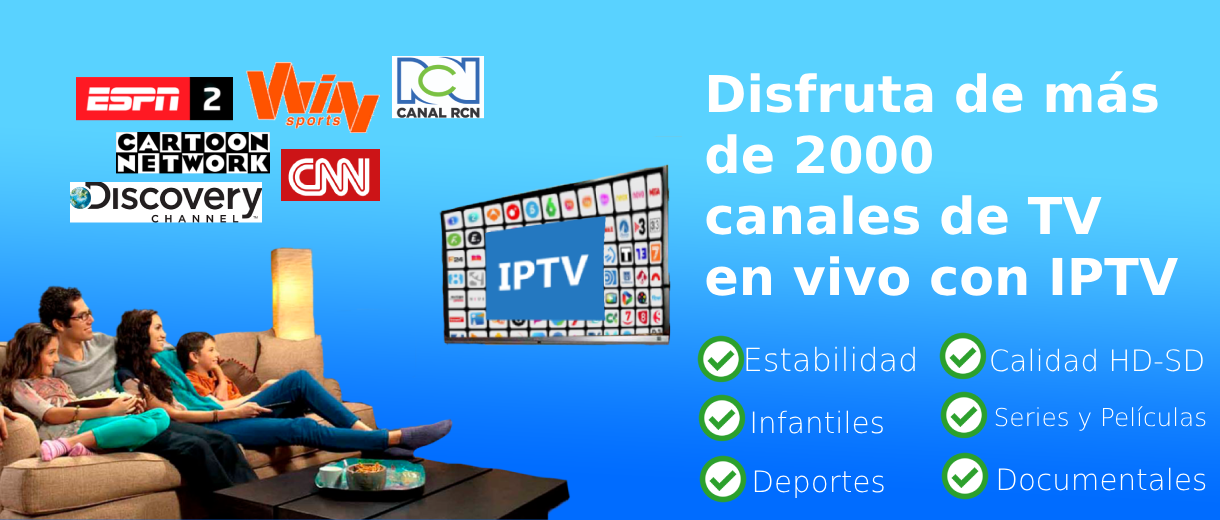 ESPN 2
Win
sports
CANAL RCN
CARTOON
NETWORK
CNN
Discovery
CHANNEL
IPTV
Disfruta de más
de 2000
canales de TV
en vivo con IPTV
Estabilidad
Calidad HD-SD
Infantiles
Series y Películas
Deportes
Documentales